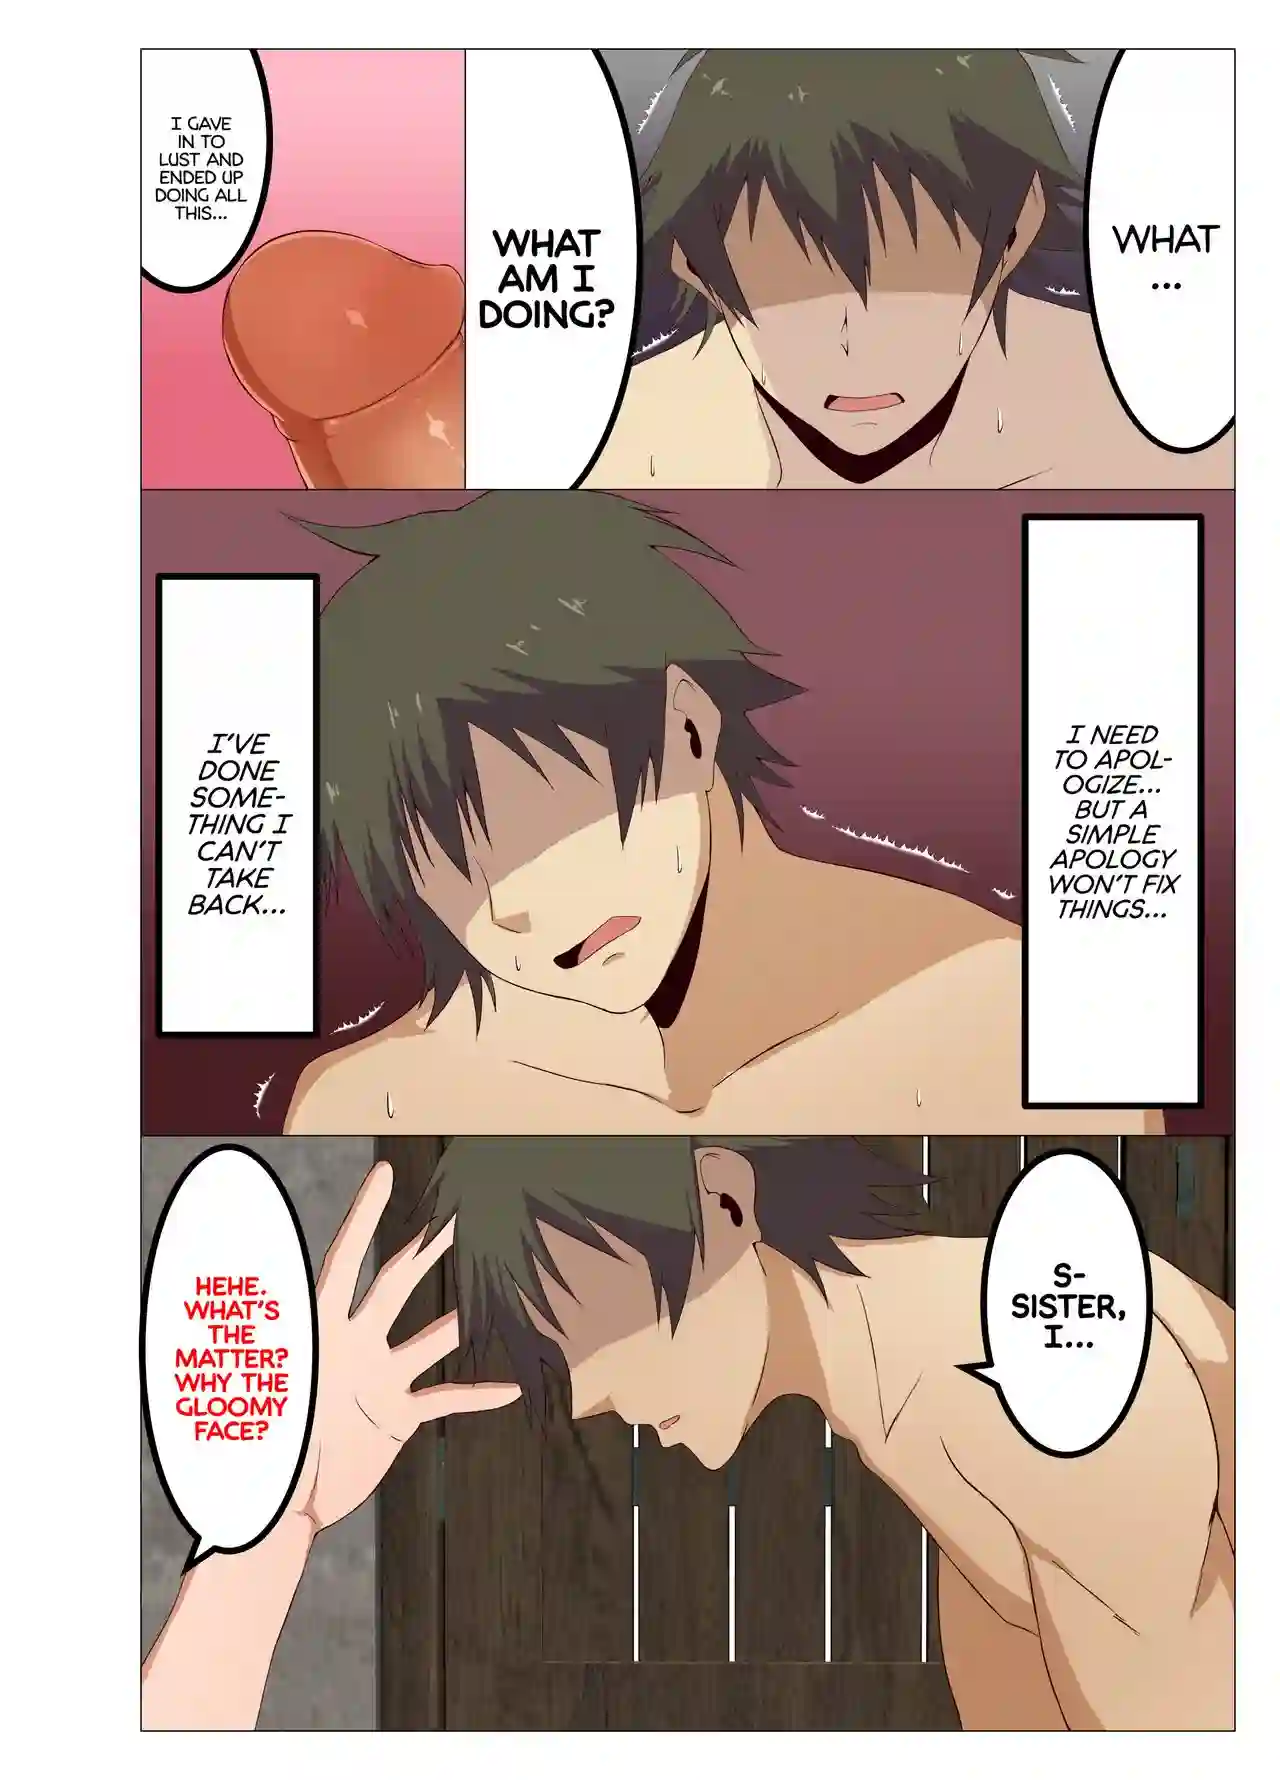 WHAT
...
WHAT
AM I
DOING?
I GAVE
IN TO
LUST AND
ENDED UP
DOING ALL
THIS...
I NEED
TO APOL-
OGIZE...
BUT A
SIMPLE
APOLOGY
WON'T FIX
THINGS...
I'VE
DONE
SOME-
THING I
CAN'T
TAKE
BACK...
S-
SISTER,
I...
HEHE.
WHAT'S
THE
MATTER?
WHY THE
GLOOMY
FACE?